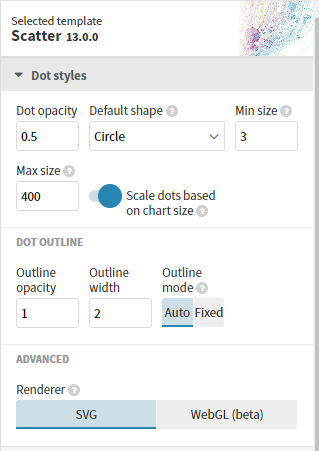 Selected template
Scatter 13.0.0
Dot styles
Dot opacity Default shape ? Min size ?
0.5 Circle 3
Max size ?
400 Scale dots based
on chart size ?
DOT OUTLINE
Outline opacity Outline width Outline mode ?
1 2 Auto Fixed
ADVANCED
Renderer ?
SVG WebGL (beta)